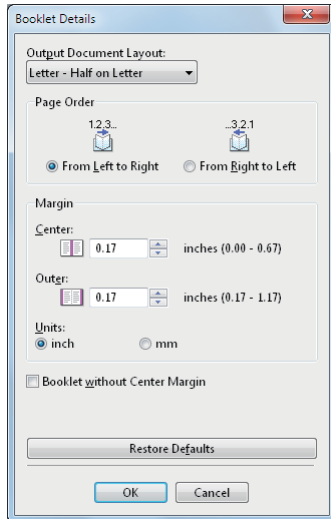 Booklet Details
Output Document Layout:
Letter - Half on Letter
Page Order
1.2.3... ...3.2.1
From Left to Right From Right to Left
Margin
Center:
0.17 inches (0.00 - 0.67)
Outer:
0.17 inches (0.17 - 1.17)
Units:
inch mm
Booklet without Center Margin
Restore Defaults
OK Cancel